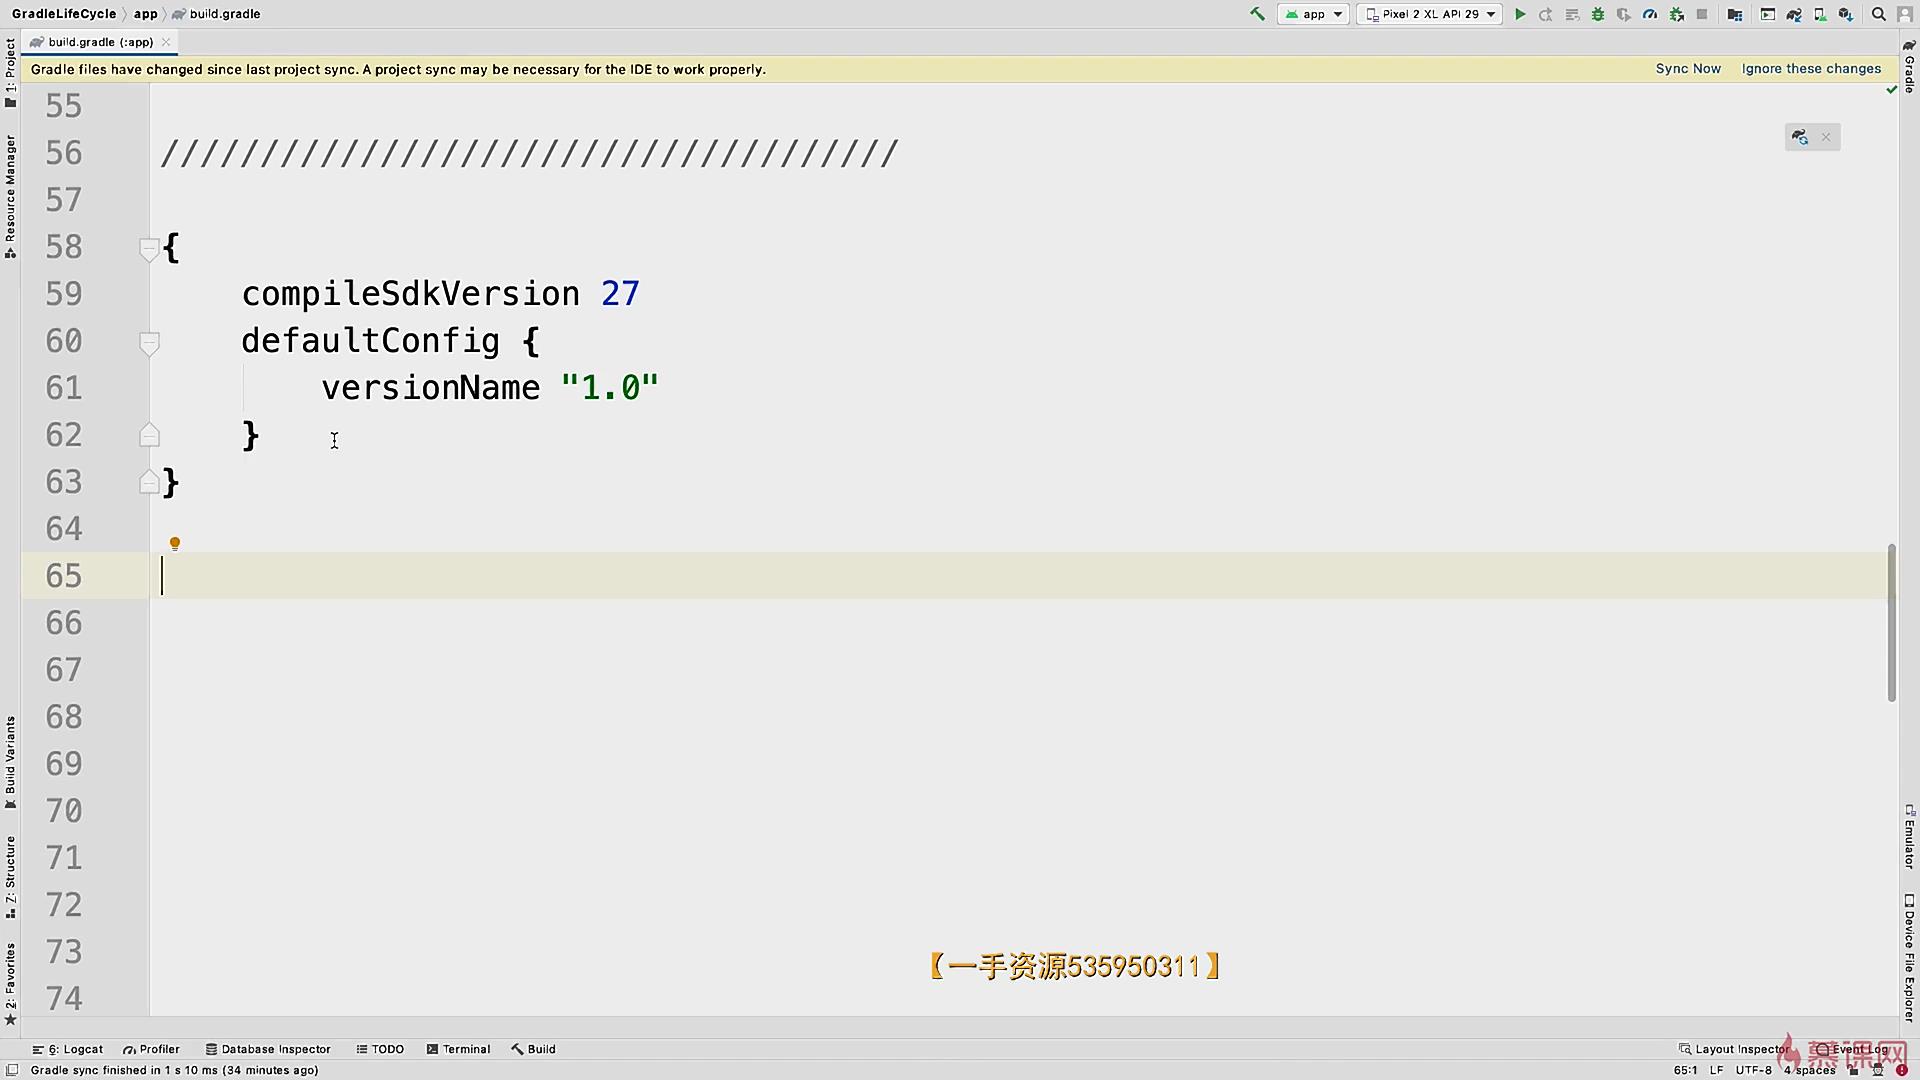 GradleLifeCycle app build.gradle
app Pixel 2 XL API 29
build.gradle (:app)
Gradle files have changed since last project sync. A project sync may be necessary for the IDE to work properly. Sync Now Ignore these changes
1: Project
Resource Manager
Build Variants
Z: Structure
2: Favorites
Gradle
Emulator
Device File Explorer
55
56 /////////////////////////////////////
57
58 {
59 compileSdkVersion 27
60 defaultConfig {
61 versionName "1.0"
62 }
63 }
64
65
66
67
68
69
70
71
72
73
74
【一手资源535950311】
6: Logcat Profiler Database Inspector TODO Terminal Build Layout Inspector Event Log
慕课网
Gradle sync finished in 1 s 10 ms (34 minutes ago) 65:1 LF UTF-8 4 spaces